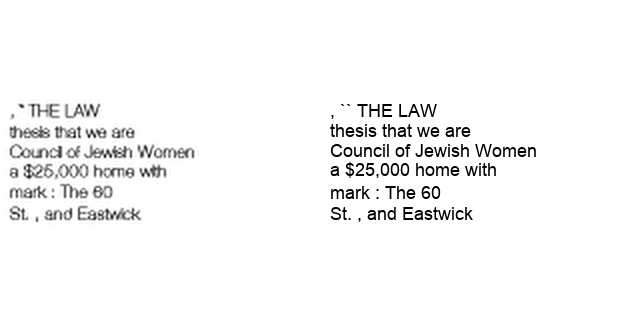 , `` THE LAW
thesis that we are
Council of Jewish Women
a $25,000 home with
mark : The 60
St. , and Eastwick
, `` THE LAW
thesis that we are
Council of Jewish Women
a $25,000 home with
mark : The 60
St. , and Eastwick